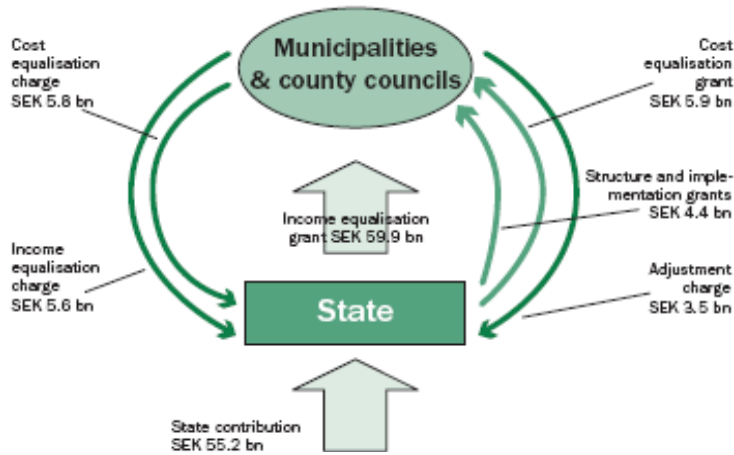 Cost
equalisation
charge
SEK 5.8 bn
Municipalities
& county councils
Cost
equalisation
grant
SEK 5.9 bn
Structure and imple-
mentation grants
SEK 4.4 bn
Income equalisation
grant SEK 59.9 bn
Income
equalisation
charge
SEK 5.6 bn
Adjustment
charge
SEK 3.5 bn
State
State contribution
SEK 55.2 bn